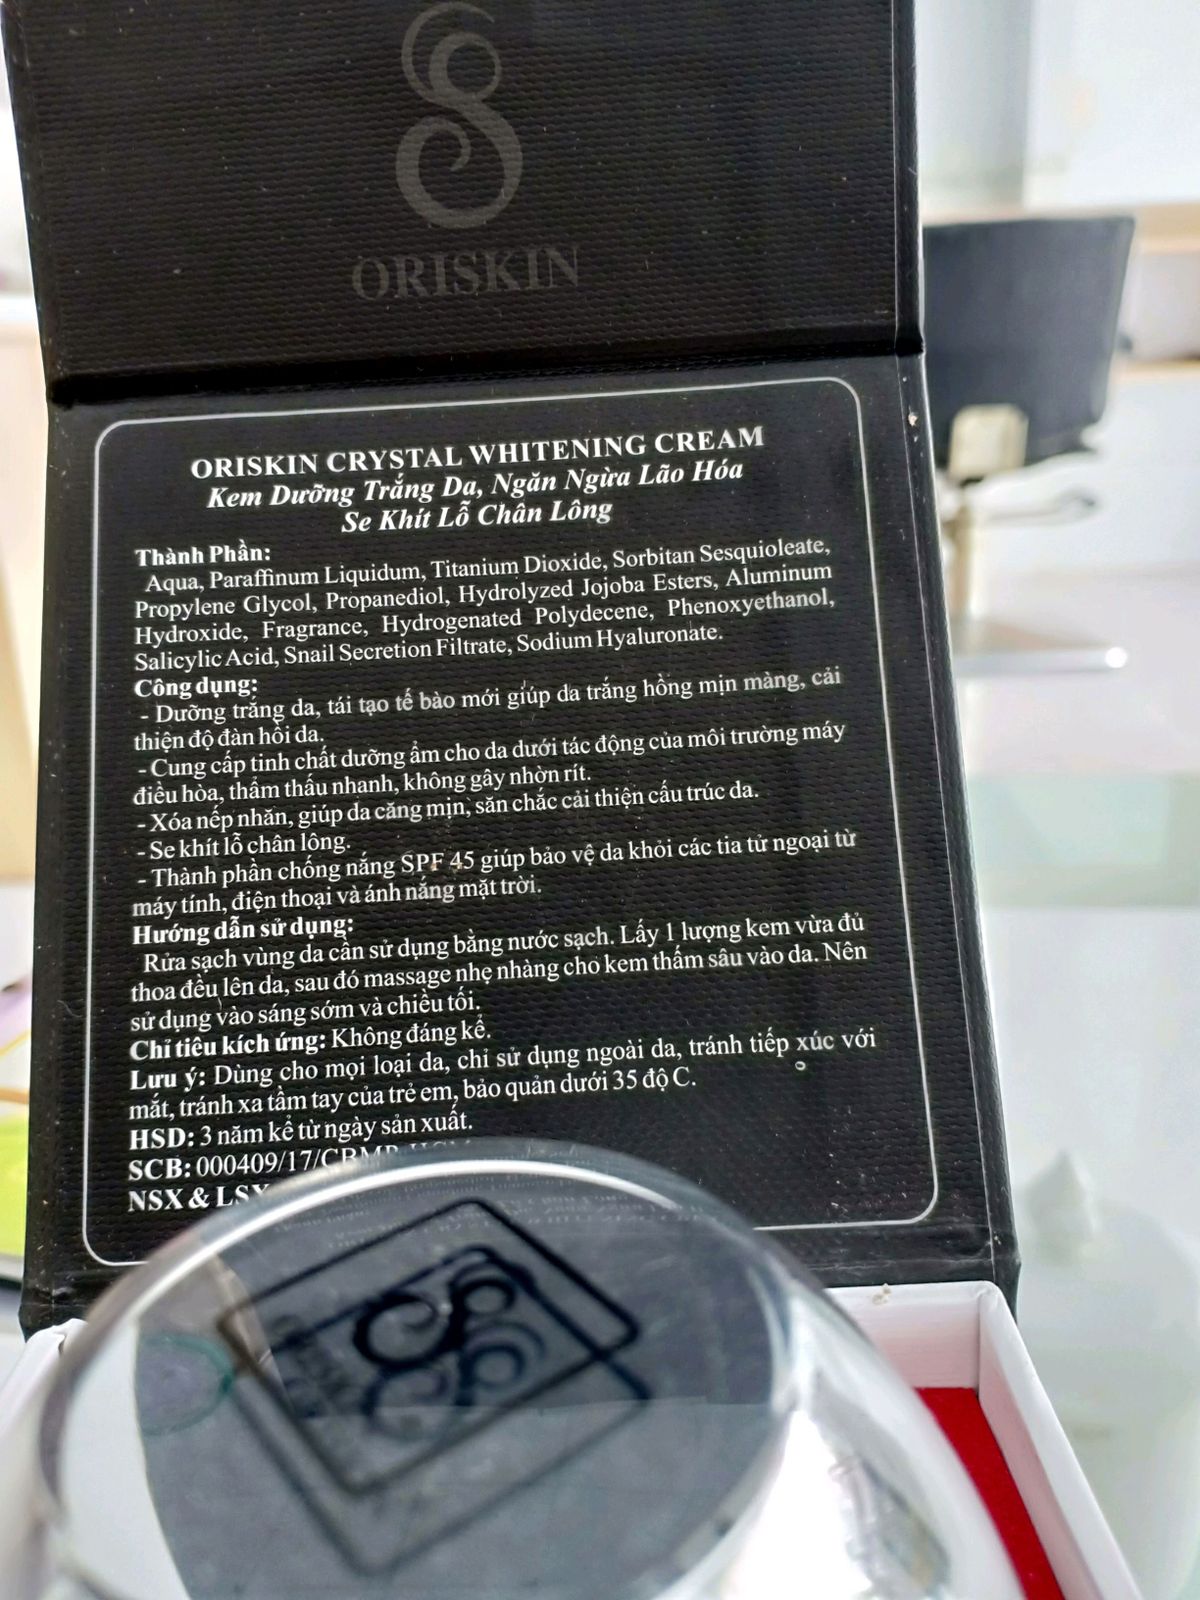 ORISKIN
ORISKIN CRYSTAL WHITENING CREAM
Kem Dưỡng Trắng Da, Ngăn Ngừa Lão Hóa
Se Khít Lỗ Chân Lông
Thành Phần:
Aqua, Paraffinum Liquidum, Titanium Dioxide, Sorbitan Sesquioleate,
Propylene Glycol, Propanediol, Hydrolyzed Jojoba Esters, Aluminum
Hydroxide, Fragrance, Hydrogenated Polydecene, Phenoxyethanol,
Salicylic Acid, Snail Secretion Filtrate, Sodium Hyaluronate.
Công dụng:
- Dưỡng trắng da, tái tạo tế bào mới giúp da trắng hồng mịn màng, cải
thiện độ đàn hồi da.
- Cung cấp tinh chất dưỡng ẩm cho da dưới tác động của môi trường máy
điều hòa, thẩm thấu nhanh, không gây nhờn rít.
- Xóa nếp nhăn, giúp da căng mịn, săn chắc cải thiện cấu trúc da.
- Se khít lỗ chân lông.
- Thành phần chống nắng SPF 45 giúp bảo vệ da khỏi các tia tử ngoại từ
máy tính, điện thoại và ánh nắng mặt trời.
Hướng dẫn sử dụng:
Rửa sạch vùng da cần sử dụng bằng nước sạch. Lấy 1 lượng kem vừa đủ
thoa đều lên da, sau đó massage nhẹ nhàng cho kem thấm sâu vào da. Nên
sử dụng vào sáng sớm và chiều tối.
Chỉ tiêu kích ứng: Không đáng kể.
Lưu ý: Dùng cho mọi loại da, chỉ sử dụng ngoài da, tránh tiếp xúc với
mắt, tránh xa tầm tay của trẻ em, bảo quản dưới 35 độ C.
HSD: 3 năm kể từ ngày sản xuất.
SCB: 000409/17/CBMP-HCM
NSX & LSX